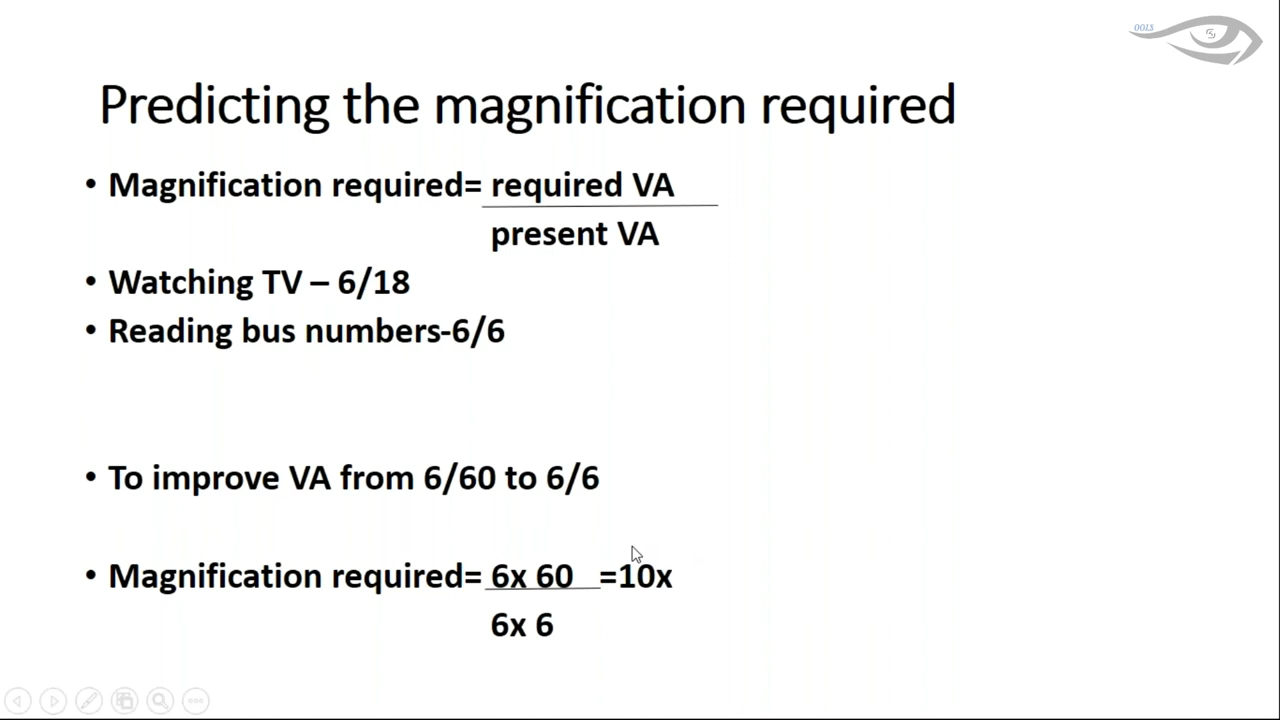 OOLS
Predicting the magnification required
• Magnification required= required VA
present VA
• Watching TV – 6/18
• Reading bus numbers-6/6
• To improve VA from 6/60 to 6/6
• Magnification required= 6x 60 =10x
6x 6